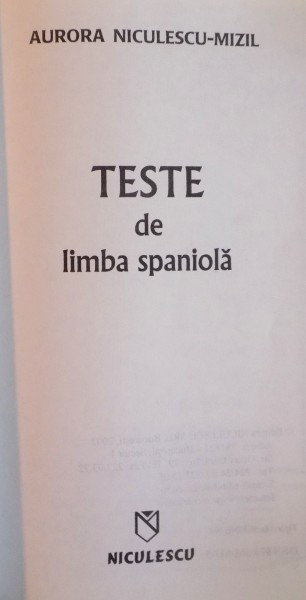 AURORA NICULESCU-MIZIL
TESTE
de
limba spaniolă
NICULESCU